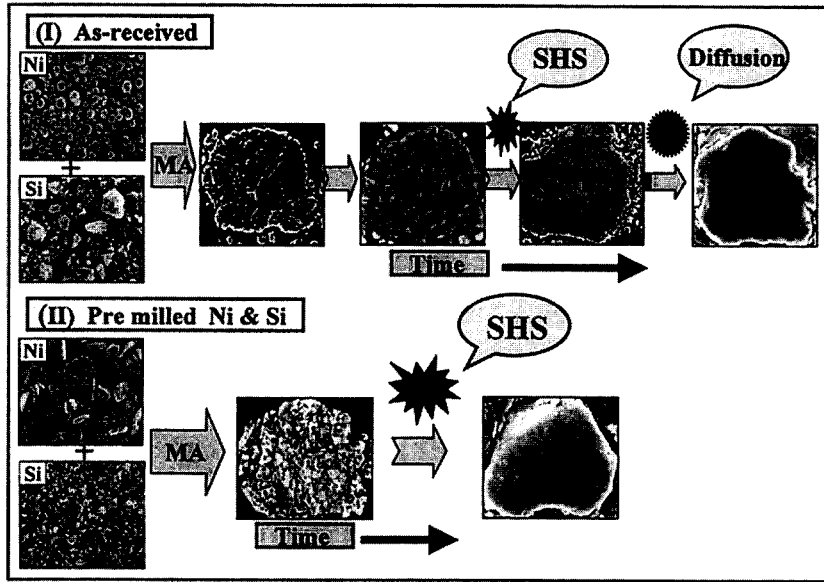 (I) As-received
Ni
Si
MA
SHS
Diffusion
Time
(II) Pre milled Ni & Si
Ni
Si
MA
SHS
Time